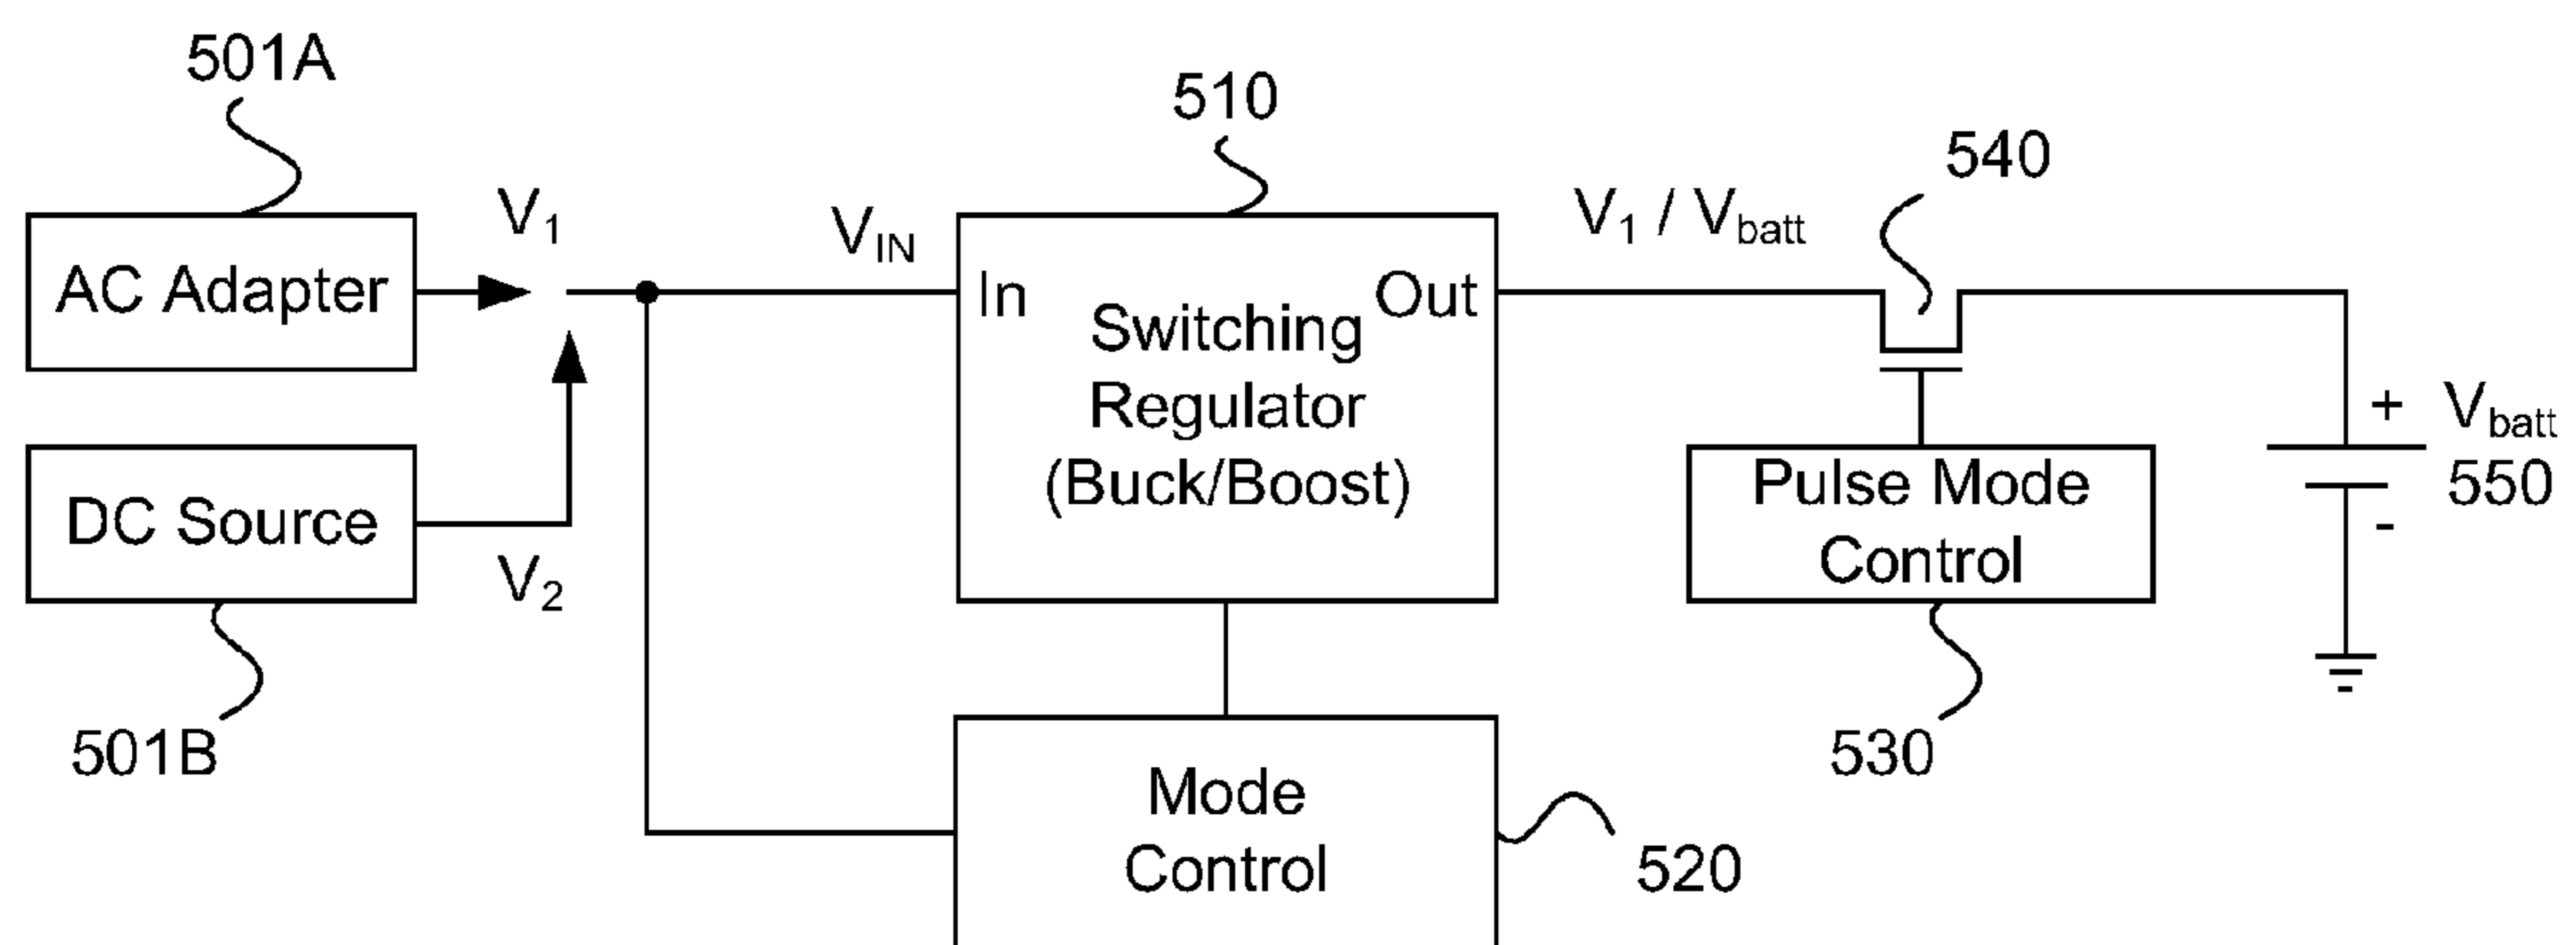 501A
510
540
V1
VIN
V1 / Vbatt
AC Adapter
In
Out
Switching
Regulator
(Buck/Boost)
+
Vbatt
550
-
DC Source
V2
Pulse Mode
Control
501B
530
Mode
Control
520